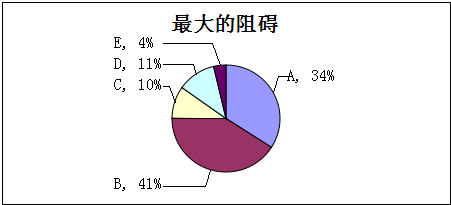 最大的阻碍
E, 4%
D, 11%
C, 10%
A, 34%
B, 41%